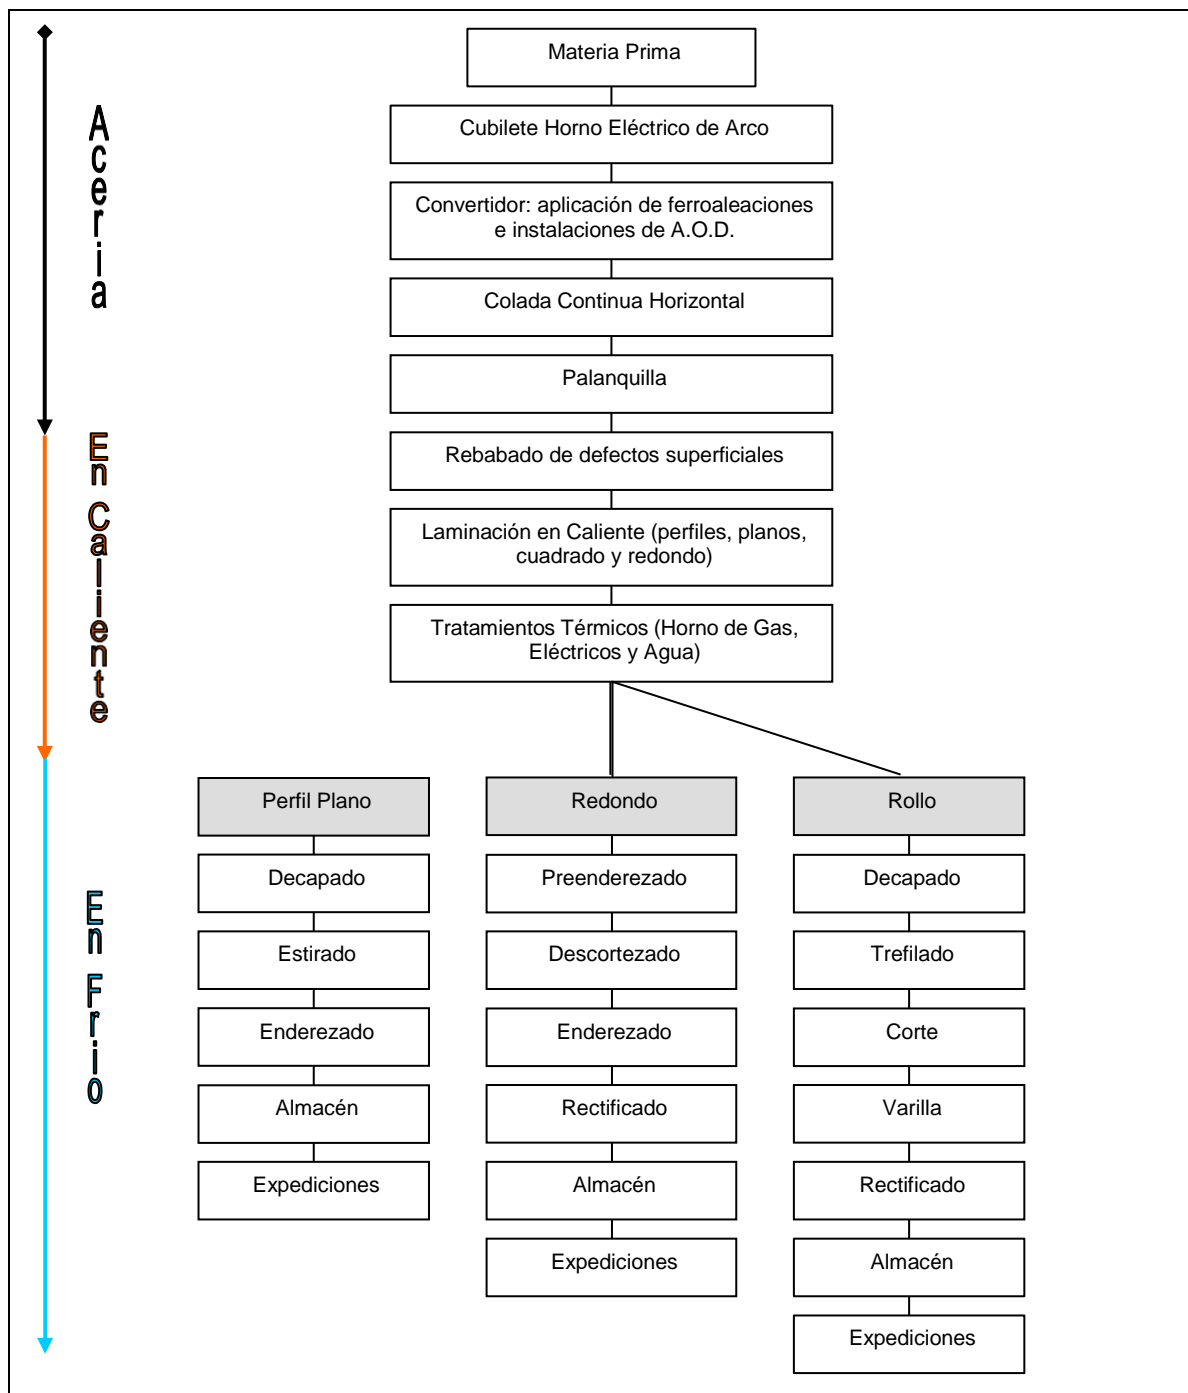 Aceria
En Caliente
En Frio
Materia Prima
Cubilete Horno Eléctrico de Arco
Convertidor: aplicación de ferroaleaciones
e instalaciones de A.O.D.
Colada Continua Horizontal
Palanquilla
Rebabado de defectos superficiales
Laminación en Caliente (perfiles, planos,
cuadrado y redondo)
Tratamientos Térmicos (Horno de Gas,
Eléctricos y Agua)
Perfil Plano
Decapado
Estirado
Enderezado
Almacén
Expediciones
Redondo
Preenderezado
Descortezado
Enderezado
Rectificado
Almacén
Expediciones
Rollo
Decapado
Trefilado
Corte
Varilla
Rectificado
Almacén
Expediciones